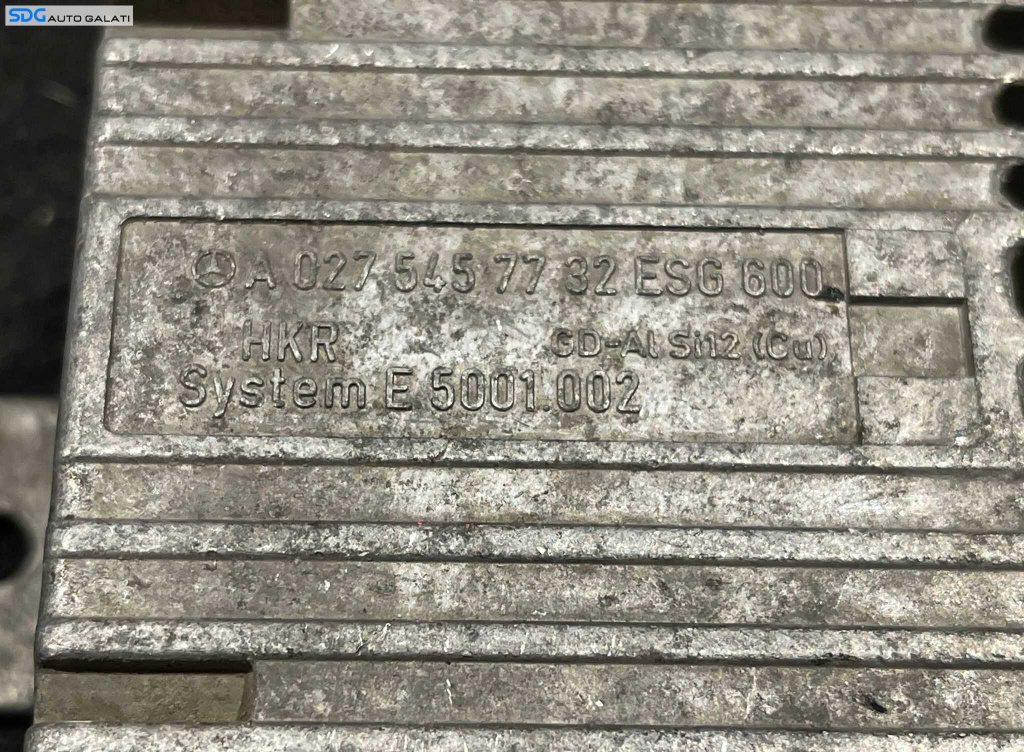 SDG AUTO GALATI
A 027 545 77 32 ESG 600
HKR GD-Al Si12 (Cu)
System E 5001.002